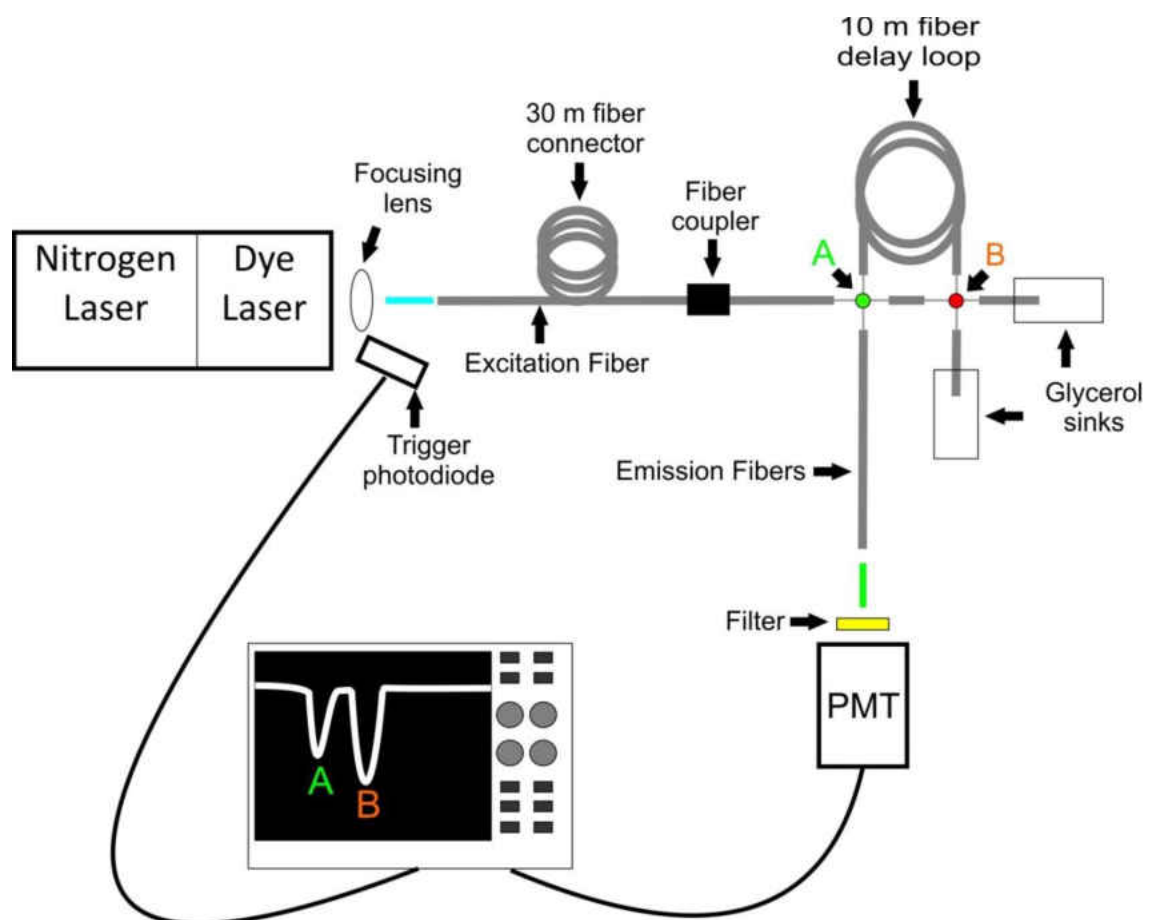 10 m fiber
delay loop
30 m fiber
connector
Focusing
lens
Fiber
coupler
A
B
Nitrogen
Laser
Dye
Laser
Excitation Fiber
Glycerol
sinks
Trigger
photodiode
Emission Fibers
Filter
PMT
A
B